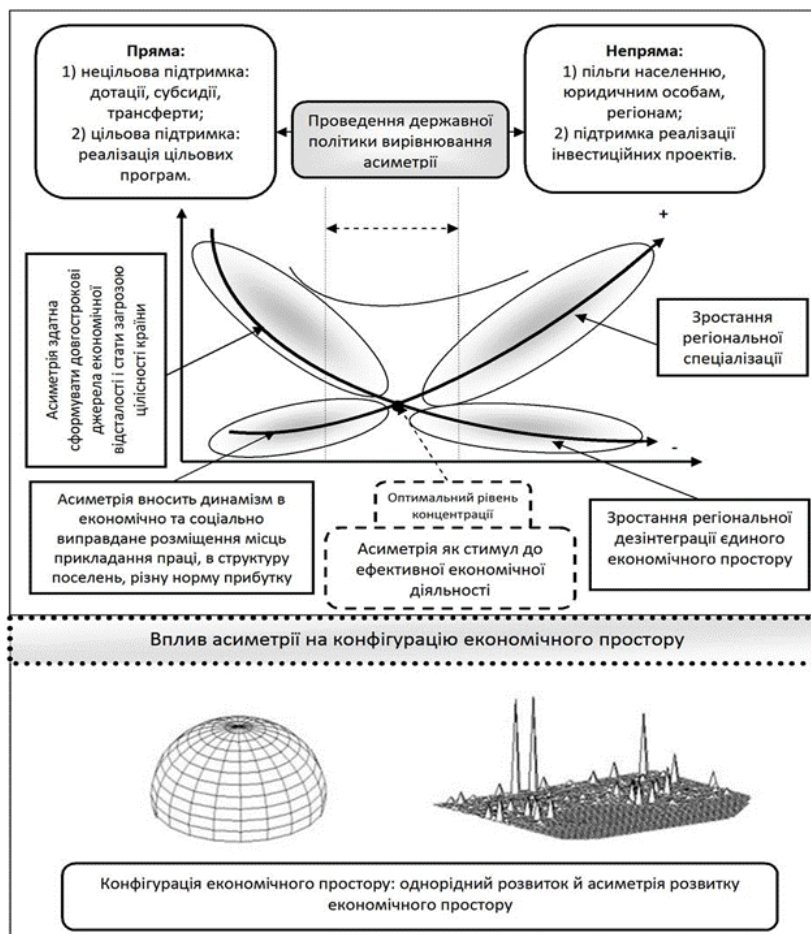 Пряма:
1) нецільова підтримка:
дотації, субсидії,
трансферти;
2) цільова підтримка:
реалізація цільових
програм.
Проведення державної
політики вирівнювання
асиметрії
Непряма:
1) пільги населенню,
юридичним особам,
регіонам;
2) підтримка реалізації
інвестиційних проектів.
+
Асиметрія здатна
сформувати довгострокові
джерела економічної
відсталості і стати загрозою
цілісності країни
Зростання
регіональної
спеціалізації
-
Асиметрія вносить динамізм в
економічно та соціально
виправдане розміщення місць
прикладання праці, в структуру
поселень, різну норму прибутку
Оптимальний рівень
концентрації
Асиметрія як стимул до
ефективної економічної
діяльності
Зростання регіональної
дезінтеграції єдиного
економічного простору
Вплив асиметрії на конфігурацію економічного простору
Конфігурація економічного простору: однорідний розвиток й асиметрія розвитку
економічного простору